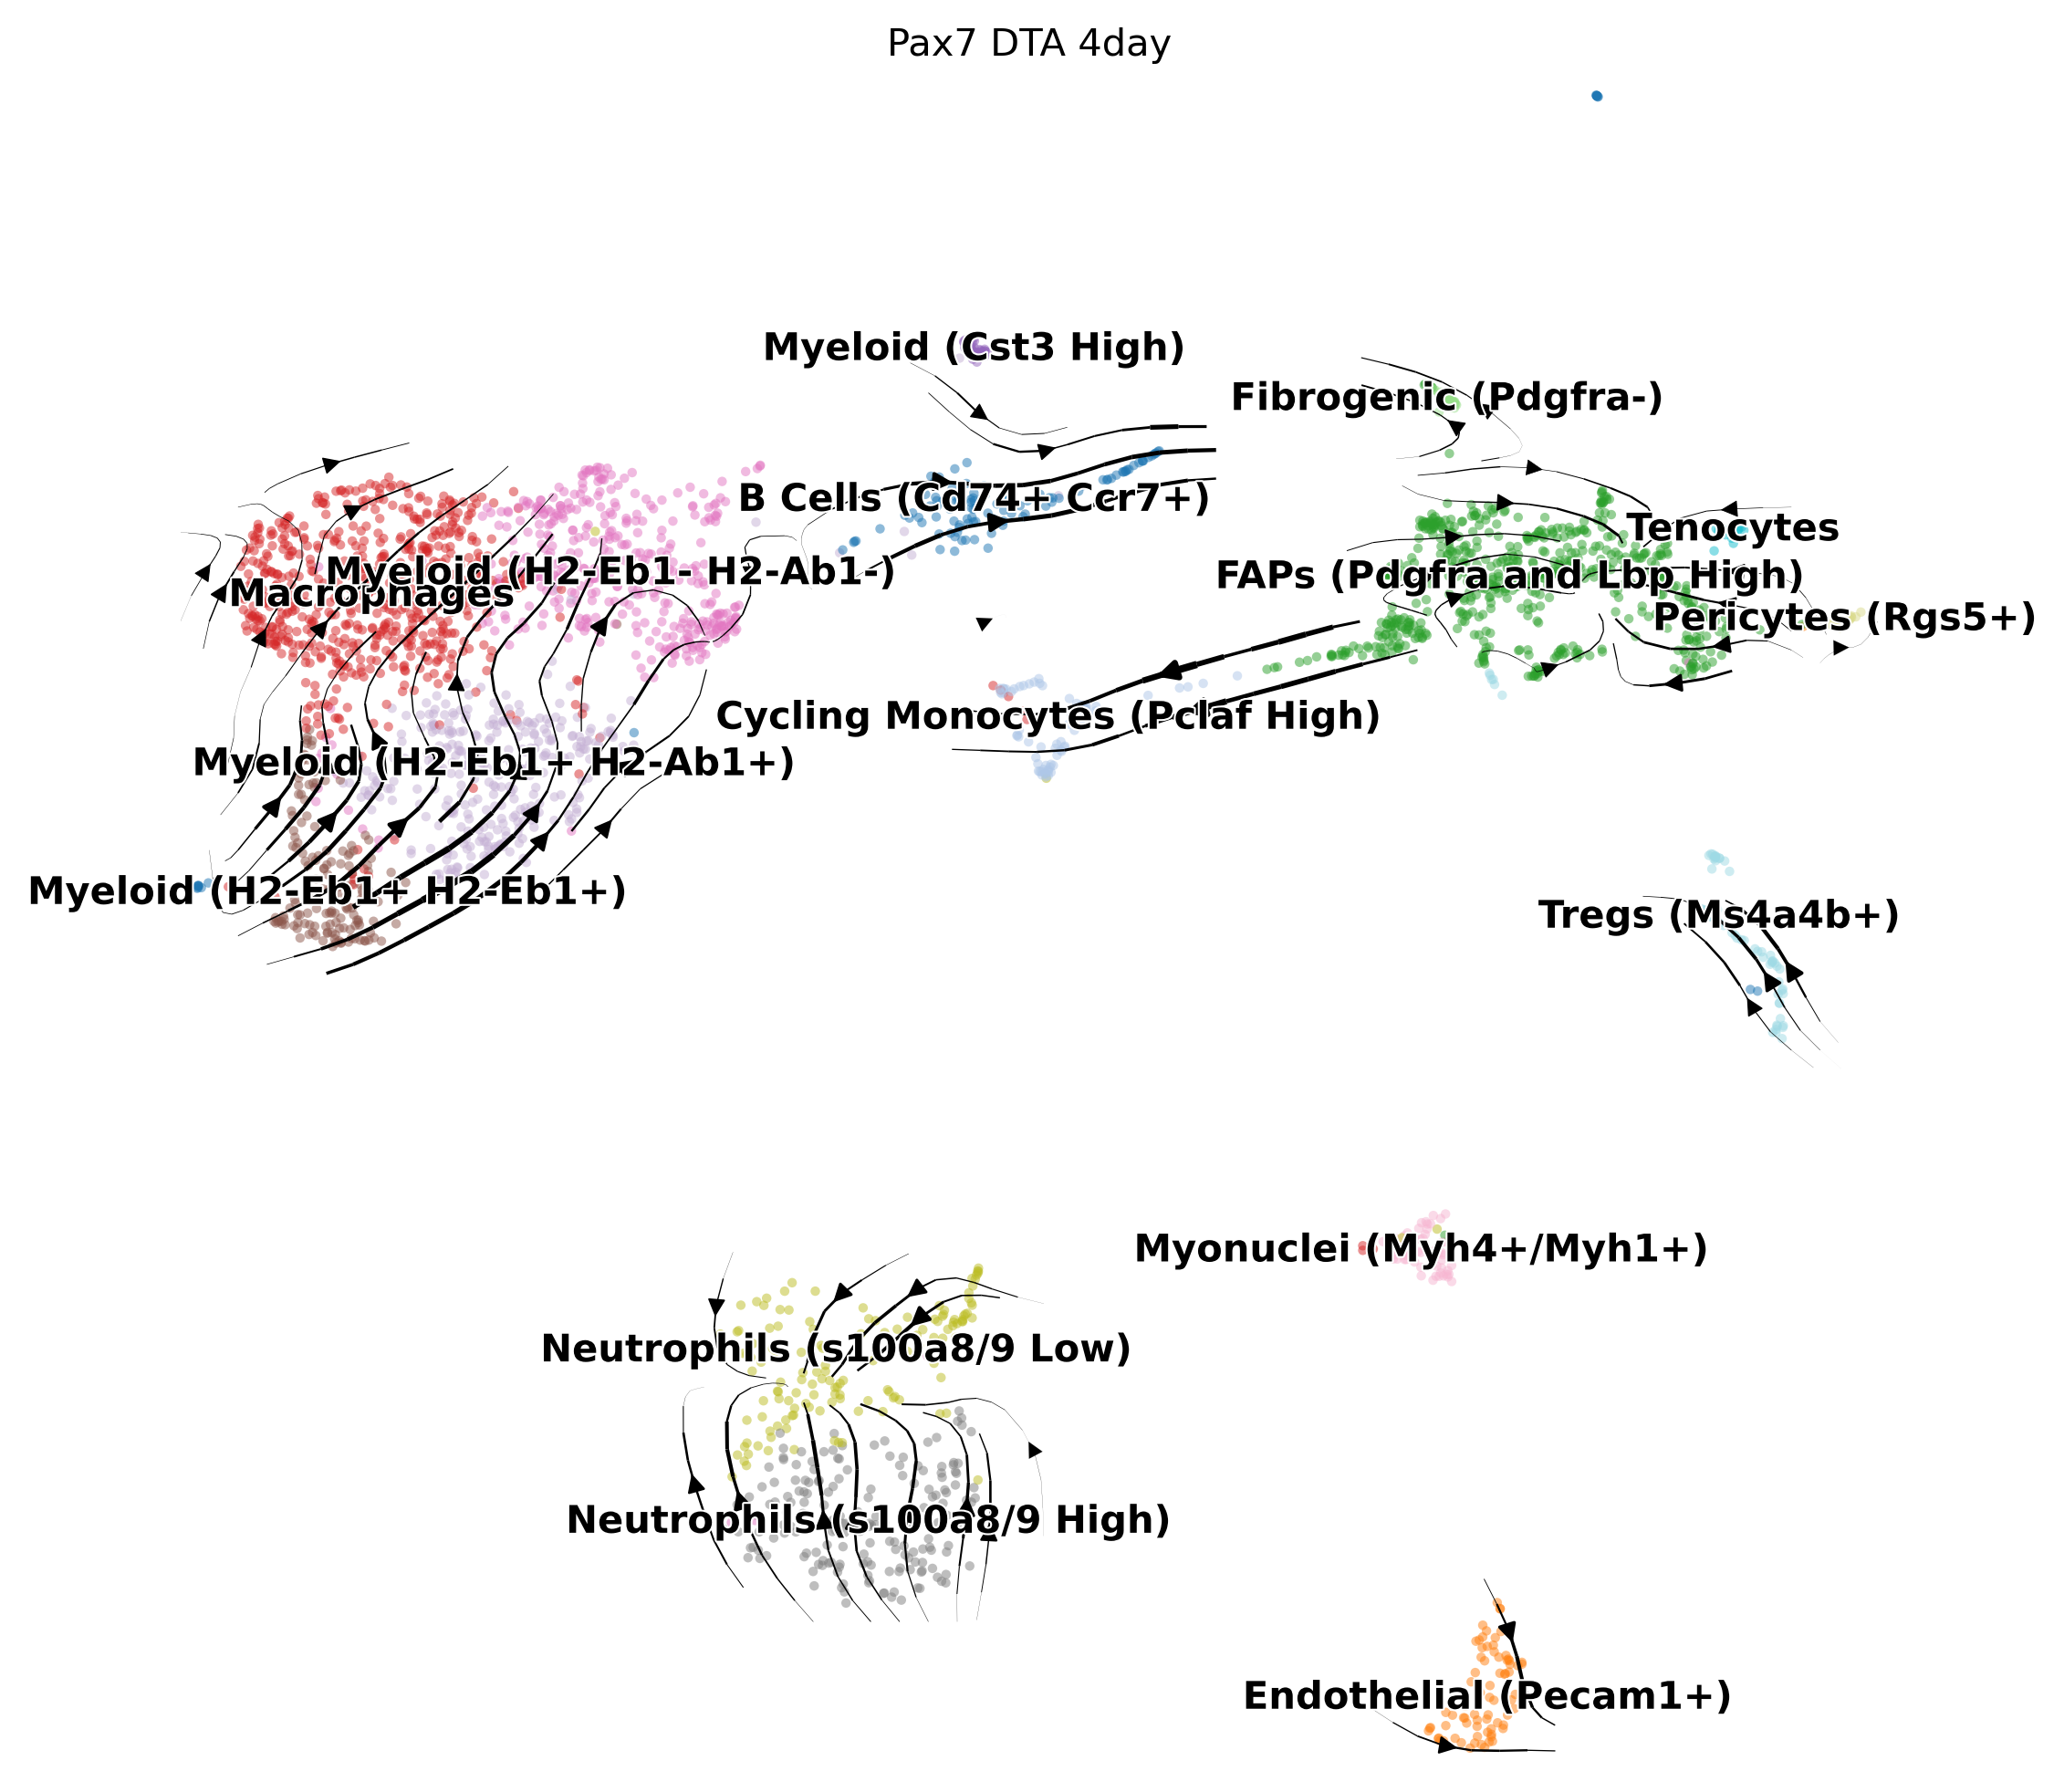 Pax7 DTA 4day
Myeloid (Cst3 High)
Fibrogenic (Pdgfra-)
B Cells (Cd74+ Ccr7+)
Tenocytes
Myeloid (H2-Eb1- H2-Ab1-)
FAPs (Pdgfra and Lbp High)
Macrophages
Pericytes (Rgs5+)
Cycling Monocytes (Pclaf High)
Myeloid (H2-Eb1+ H2-Ab1+)
Myeloid (H2-Eb1+ H2-Eb1+)
Tregs (Ms4a4b+)
Myonuclei (Myh4+/Myh1+)
Neutrophils (s100a8/9 Low)
Neutrophils (s100a8/9 High)
Endothelial (Pecam1+)